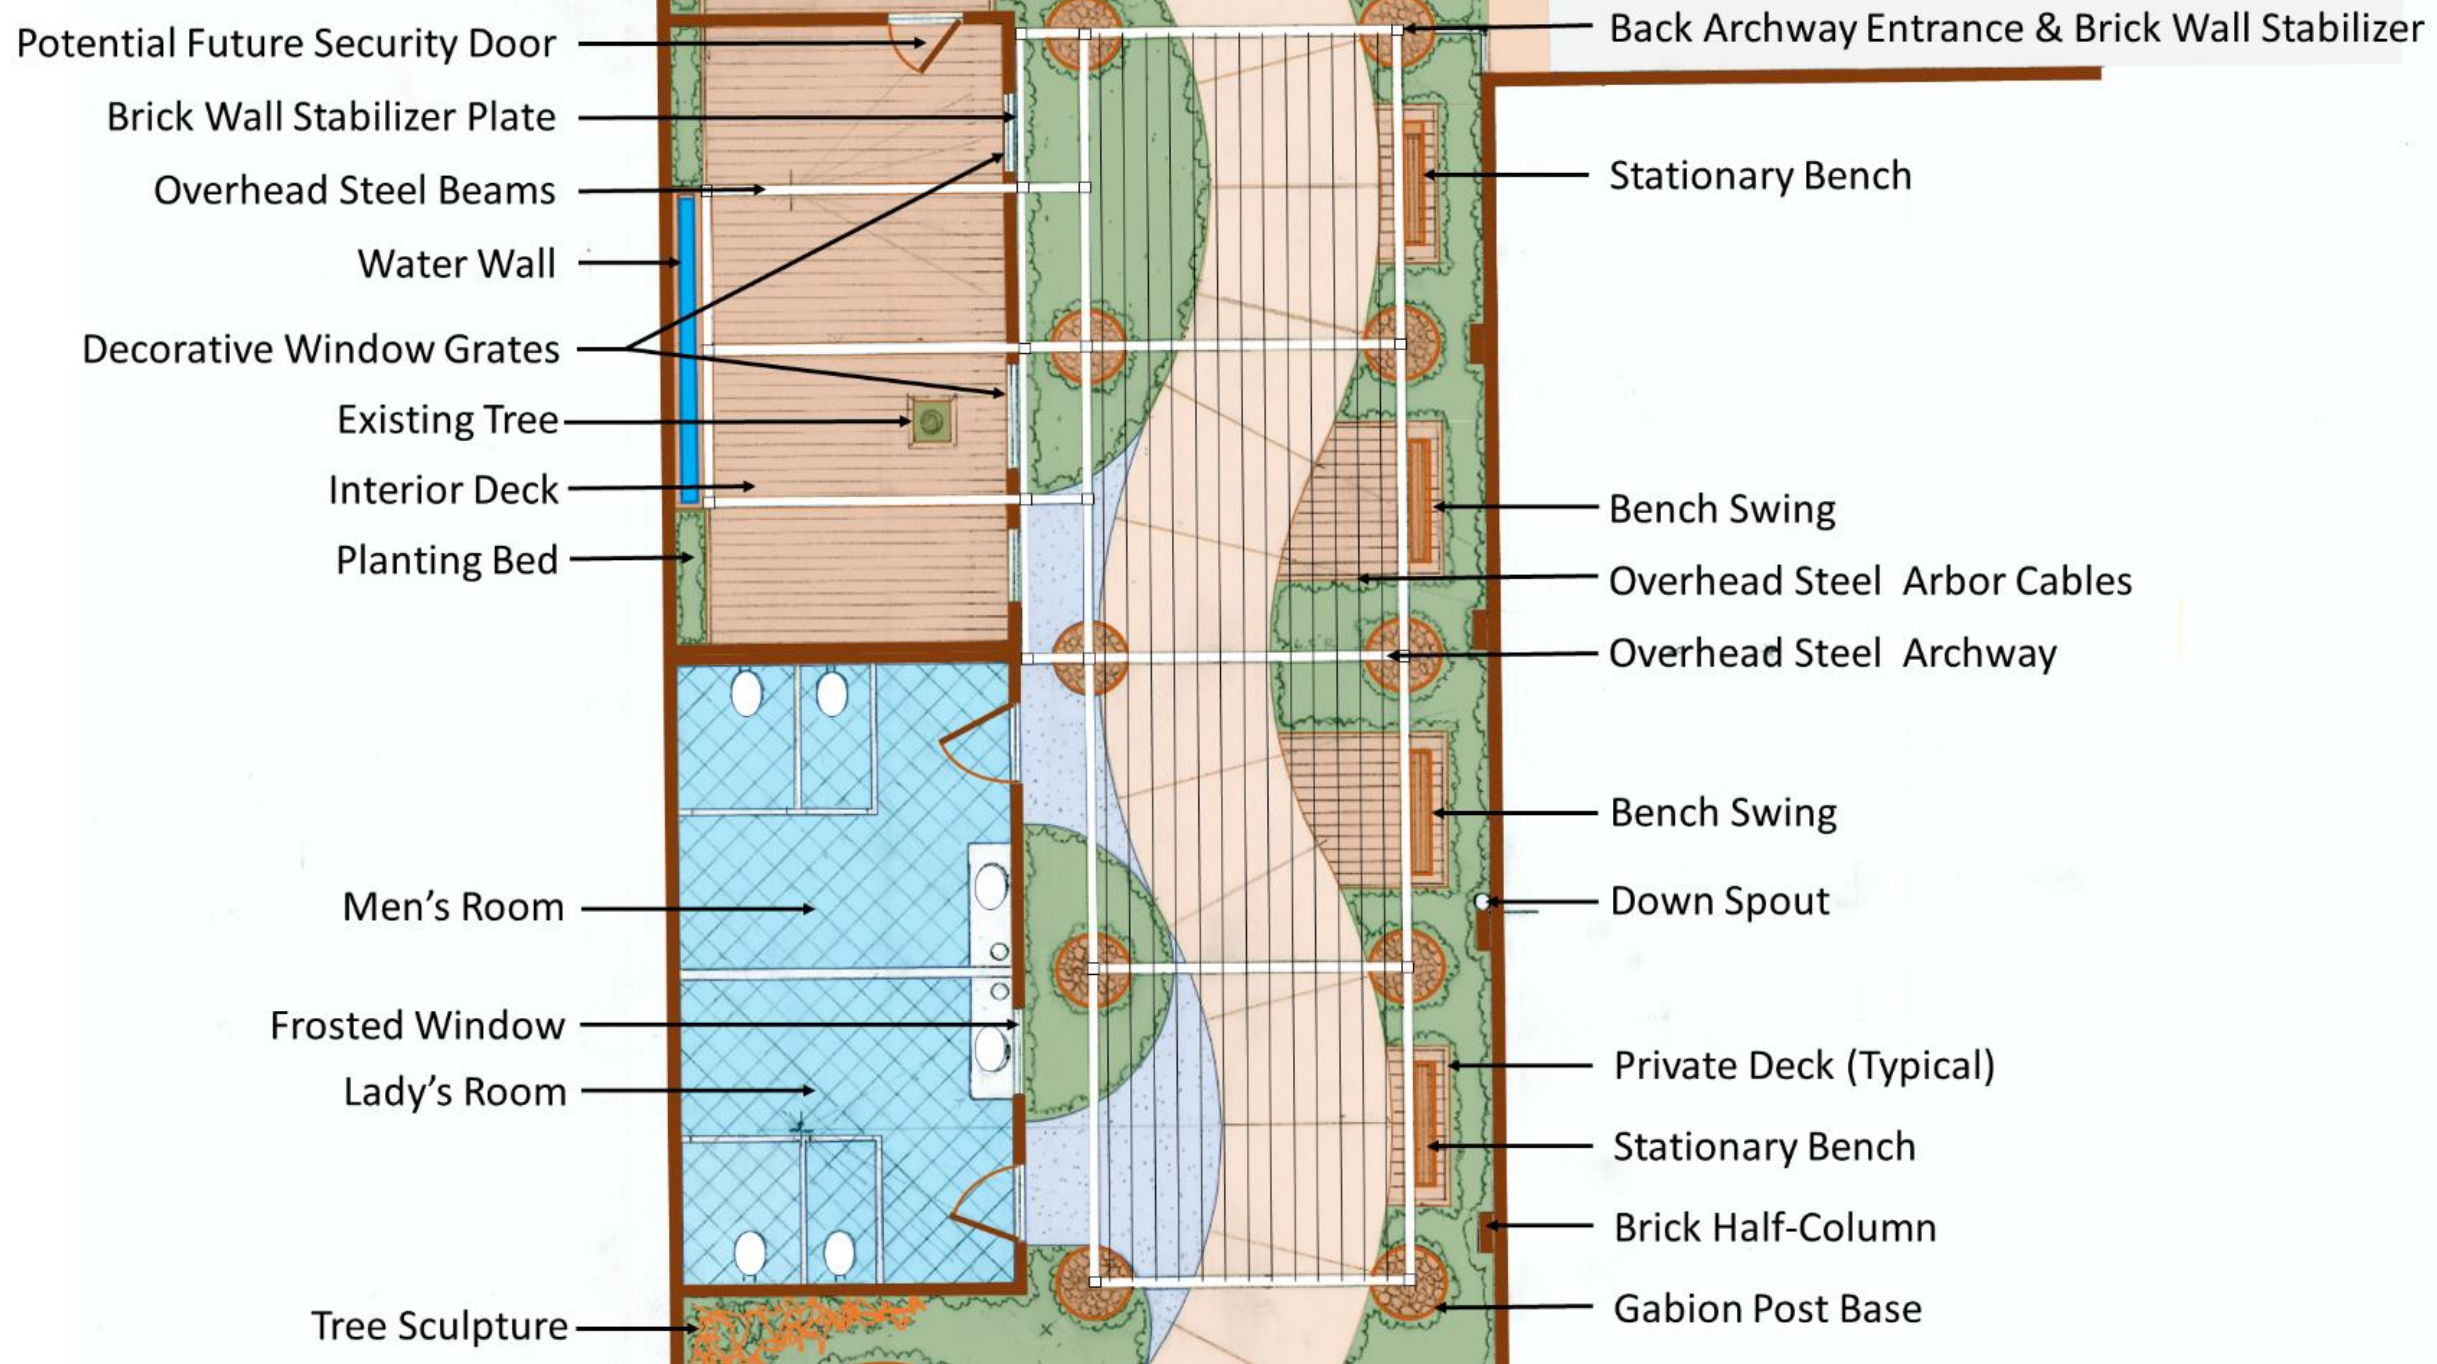 Potential Future Security Door
Brick Wall Stabilizer Plate
Overhead Steel Beams
Water Wall
Decorative Window Grates
Existing Tree
Interior Deck
Planting Bed
Men’s Room
Frosted Window
Lady’s Room
Tree Sculpture
Back Archway Entrance & Brick Wall Stabilizer
Stationary Bench
Bench Swing
Overhead Steel Arbor Cables
Overhead Steel Archway
Bench Swing
Down Spout
Private Deck (Typical)
Stationary Bench
Brick Half-Column
Gabion Post Base